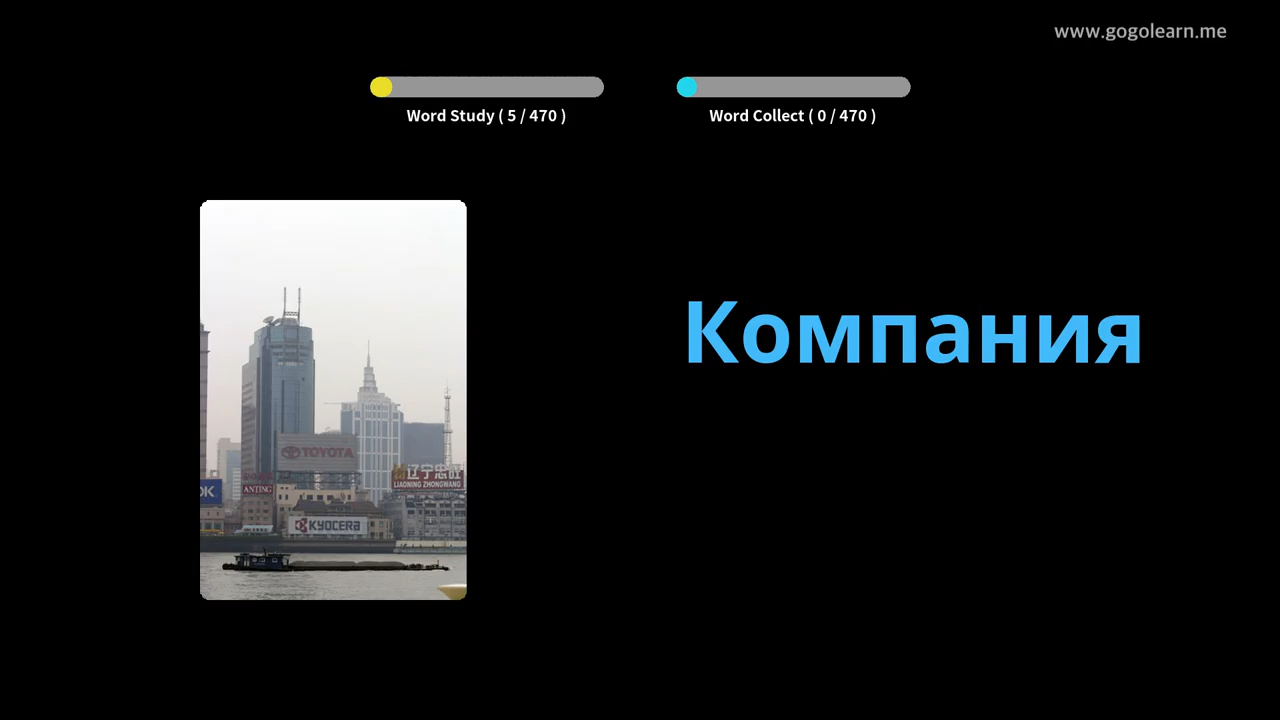 www.gogolearn.me
Word Study ( 5 / 470 )
Word Collect ( 0 / 470 )
Компания
TOYOTA
辽宁忠旺
LIAONING ZHONGWANG
OK
ANTING
KYOCERA